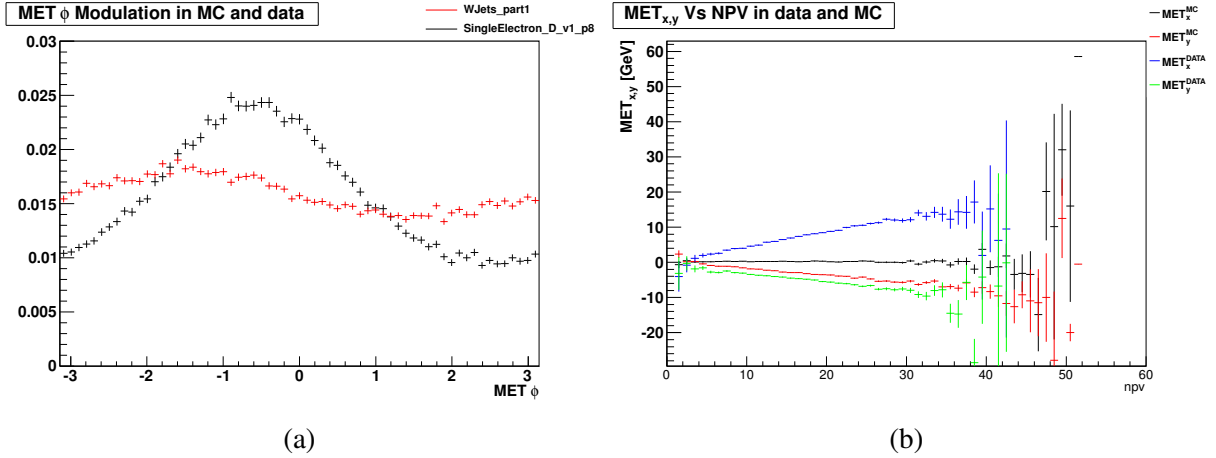 MET ϕ Modulation in MC and data
WJets_part1
SingleElectron_D_v1_p8
0.03
0.025
0.02
0.015
0.01
0.005
0
-3 -2 -1 0 1 2 3
MET ϕ
(a)
MET_{x,y} Vs NPV in data and MC
MET_x^{MC}
MET_y^{MC}
MET_x^{DATA}
MET_y^{DATA}
MET_{x,y} [GeV]
60
50
40
30
20
10
0
-10
-20
0 10 20 30 40 50 60
npv
(b)